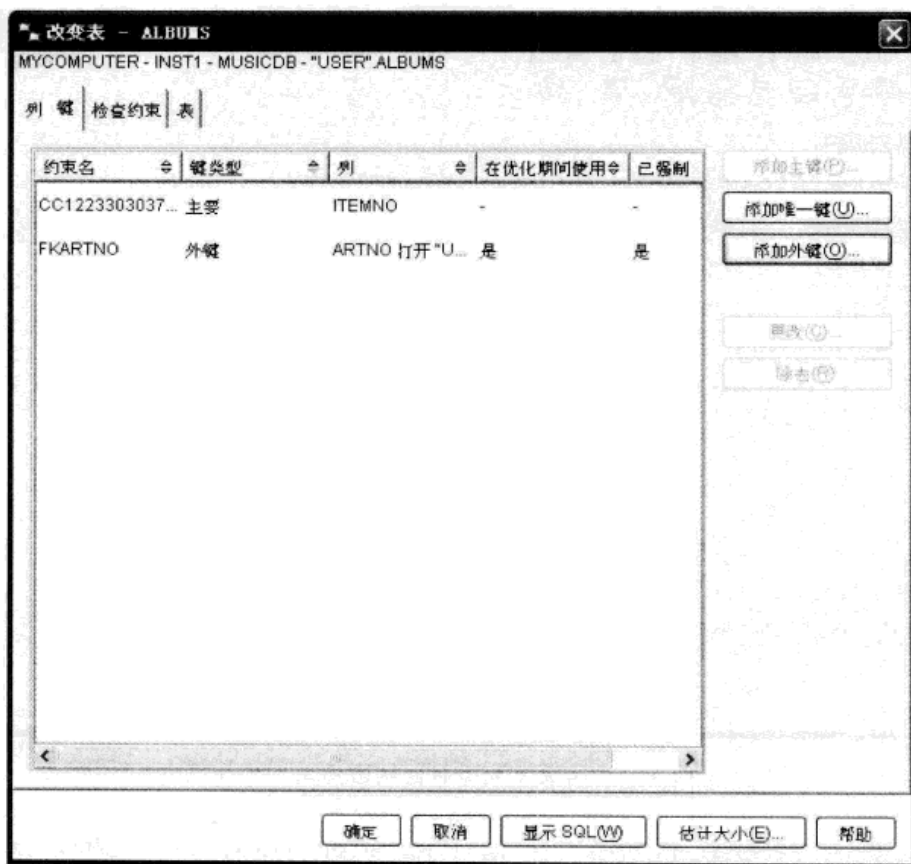 改变表 - ALBUMS
MYCOMPUTER - INST1 - MUSICDB - "USER".ALBUMS
列 键 检查约束 表
约束名 键类型 列 在优化期间使用 已强制
CC1223303037... 主要 ITEMNO - -
FKARTNO 外键 ARTNO 打开 "U... 是 是
添加主键(P)...
添加唯一键(U)...
添加外键(O)...
更改(C)...
除去(R)
确定 取消 显示 SQL(W) 估计大小(E)... 帮助